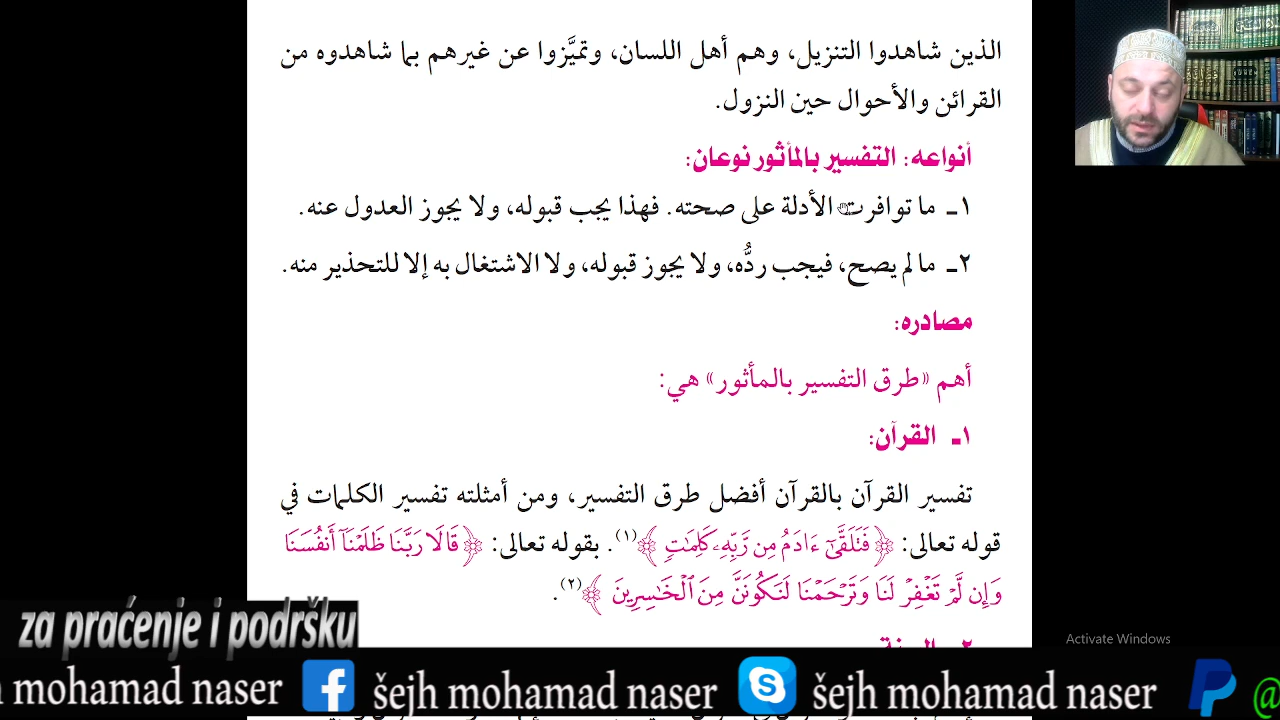 الذين شاهدوا التنزيل، وهم أهل اللسان، وتميَّزوا عن غيرهم بما شاهدوه من
القرائن والأحوال حين النزول.
أنواعه: التفسير بالمأثور نوعان:
١ـ ما توافرت الأدلة على صحته. فهذا يجب قبوله، ولا يجوز العدول عنه.
٢ـ ما لم يصح، فيجب ردُّه، ولا يجوز قبوله، ولا الاشتغال به إلا للتحذير منه.
مصادره:
أهم «طرق التفسير بالمأثور» هي:
١ـ القرآن:
تفسير القرآن بالقرآن أفضل طرق التفسير، ومن أمثلته تفسير الكلمات في
قوله تعالى: ﴿فَتَلَقَّىٰٓ ءَادَمُ مِن رَّبِّهِۦ كَلِمَٰتٖ﴾(١). بقوله تعالى: ﴿قَالَا رَبَّنَا ظَلَمْنَآ أَنفُسَنَا
وَإِن لَّمْ تَغْفِرْ لَنَا وَتَرْحَمْنَا لَنَكُونَنَّ مِنَ ٱلْخَٰسِرِينَ﴾(٢).
za praćenje i podršku
Activate Windows
h mohamad naser šejh mohamad naser šejh mohamad naser @